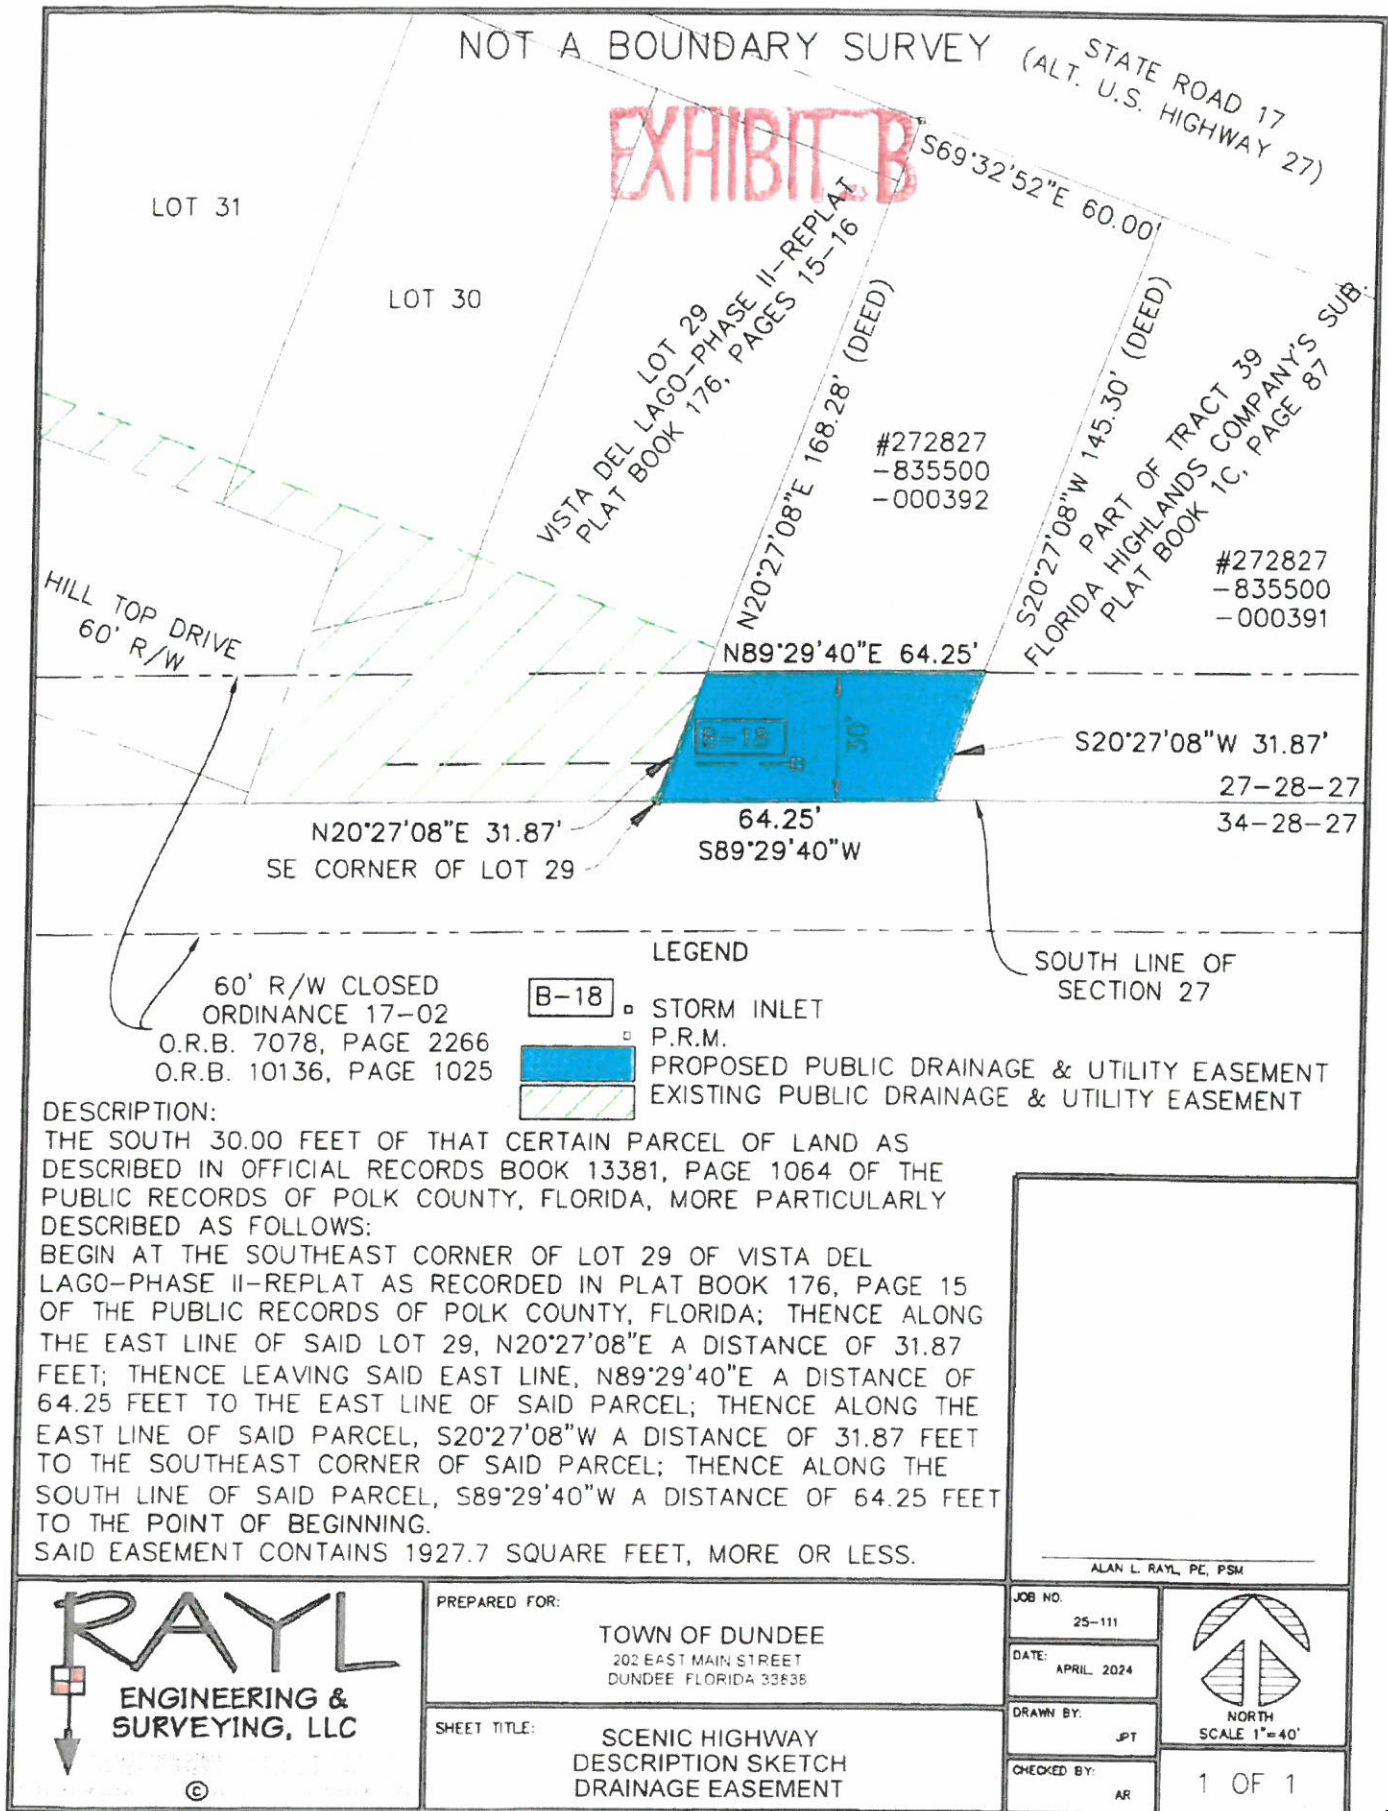 NOT A BOUNDARY SURVEY
STATE ROAD 17
(ALT. U.S. HIGHWAY 27)
EXHIBIT B
S69°32'52"E 60.00'
LOT 31
LOT 30
LOT 29
VISTA DEL LAGO-PHASE II-REPLAT
PLAT BOOK 176, PAGES 15-16
N20°27'08"E 168.28' (DEED)
#272827
-835500
-000392
S20°27'08"W 145.30' (DEED)
PART OF TRACT 39
FLORIDA HIGHLANDS COMPANY'S SUB.
PLAT BOOK 1C, PAGE 87
#272827
-835500
-000391
HILL TOP DRIVE
60' R/W
N89°29'40"E 64.25'
B-18
30'
S20°27'08"W 31.87'
27-28-27
34-28-27
N20°27'08"E 31.87'
SE CORNER OF LOT 29
64.25'
S89°29'40"W
SOUTH LINE OF
SECTION 27
60' R/W CLOSED
ORDINANCE 17-02
O.R.B. 7078, PAGE 2266
O.R.B. 10136, PAGE 1025
LEGEND
B-18 STORM INLET
P.R.M.
PROPOSED PUBLIC DRAINAGE & UTILITY EASEMENT
EXISTING PUBLIC DRAINAGE & UTILITY EASEMENT
DESCRIPTION:
THE SOUTH 30.00 FEET OF THAT CERTAIN PARCEL OF LAND AS
DESCRIBED IN OFFICIAL RECORDS BOOK 13381, PAGE 1064 OF THE
PUBLIC RECORDS OF POLK COUNTY, FLORIDA, MORE PARTICULARLY
DESCRIBED AS FOLLOWS:
BEGIN AT THE SOUTHEAST CORNER OF LOT 29 OF VISTA DEL
LAGO-PHASE II-REPLAT AS RECORDED IN PLAT BOOK 176, PAGE 15
OF THE PUBLIC RECORDS OF POLK COUNTY, FLORIDA; THENCE ALONG
THE EAST LINE OF SAID LOT 29, N20°27'08"E A DISTANCE OF 31.87
FEET; THENCE LEAVING SAID EAST LINE, N89°29'40"E A DISTANCE OF
64.25 FEET TO THE EAST LINE OF SAID PARCEL; THENCE ALONG THE
EAST LINE OF SAID PARCEL, S20°27'08"W A DISTANCE OF 31.87 FEET
TO THE SOUTHEAST CORNER OF SAID PARCEL; THENCE ALONG THE
SOUTH LINE OF SAID PARCEL, S89°29'40"W A DISTANCE OF 64.25 FEET
TO THE POINT OF BEGINNING.
SAID EASEMENT CONTAINS 1927.7 SQUARE FEET, MORE OR LESS.
ALAN L. RAYL, PE, PSM
RAYL
ENGINEERING &
SURVEYING, LLC
©
PREPARED FOR:
TOWN OF DUNDEE
202 EAST MAIN STREET
DUNDEE FLORIDA 33838
SHEET TITLE:
SCENIC HIGHWAY
DESCRIPTION SKETCH
DRAINAGE EASEMENT
JOB NO.
25-111
DATE:
APRIL 2024
DRAWN BY:
JPT
CHECKED BY:
AR
NORTH
SCALE 1"=40'
1 OF 1